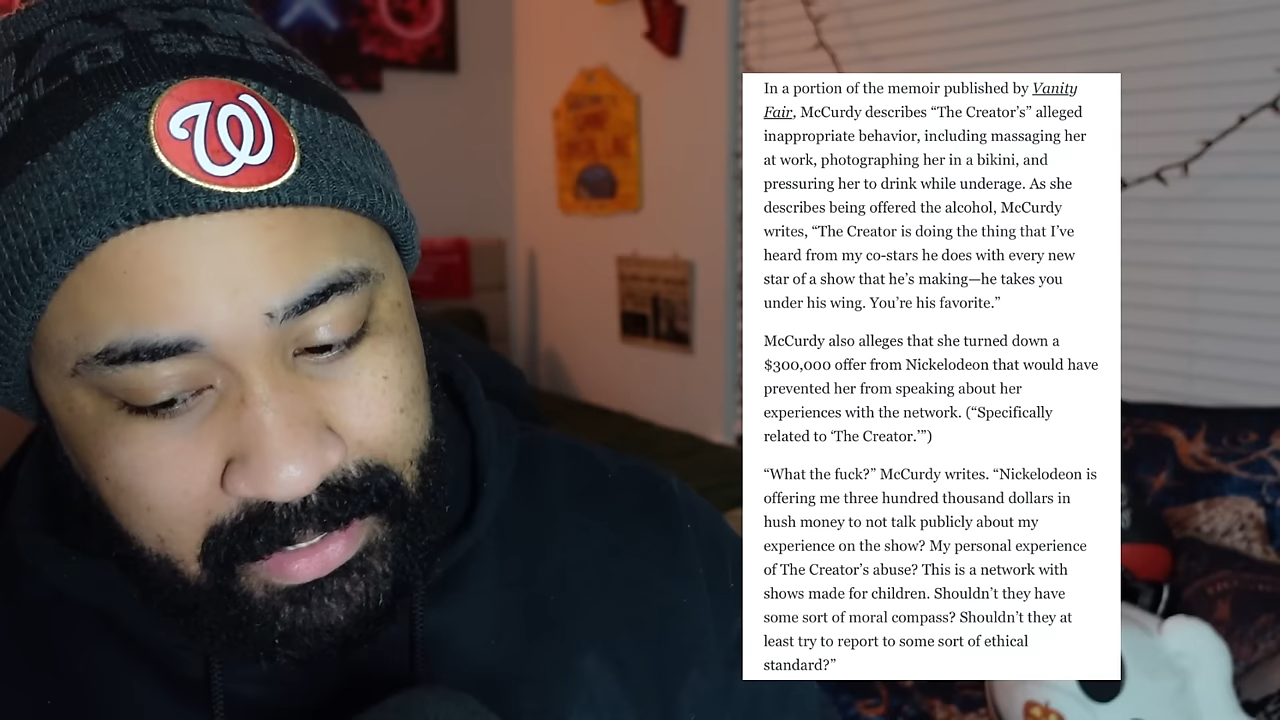 W
In a portion of the memoir published by Vanity
Fair, McCurdy describes “The Creator’s” alleged
inappropriate behavior, including massaging her
at work, photographing her in a bikini, and
pressuring her to drink while underage. As she
describes being offered the alcohol, McCurdy
writes, “The Creator is doing the thing that I’ve
heard from my co-stars he does with every new
star of a show that he’s making—he takes you
under his wing. You’re his favorite.”
McCurdy also alleges that she turned down a
$300,000 offer from Nickelodeon that would have
prevented her from speaking about her
experiences with the network. (“Specifically
related to ‘The Creator.’”)
“What the fuck?” McCurdy writes. “Nickelodeon is
offering me three hundred thousand dollars in
hush money to not talk publicly about my
experience on the show? My personal experience
of The Creator’s abuse? This is a network with
shows made for children. Shouldn’t they have
some sort of moral compass? Shouldn’t they at
least try to report to some sort of ethical
standard?”